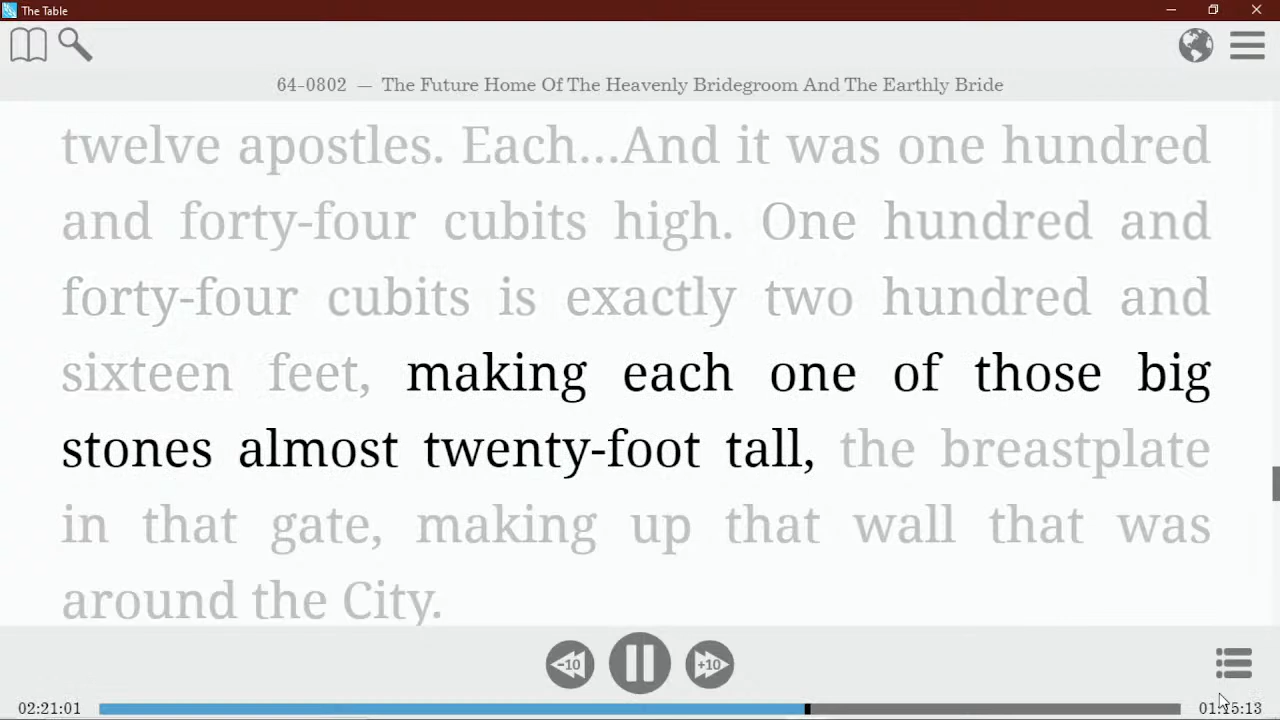 The Table
64-0802 — The Future Home Of The Heavenly Bridegroom And The Earthly Bride
twelve apostles. Each...And it was one hundred
and forty-four cubits high. One hundred and
forty-four cubits is exactly two hundred and
sixteen feet, making each one of those big
stones almost twenty-foot tall, the breastplate
in that gate, making up that wall that was
around the City.
-10 +10
02:21:01